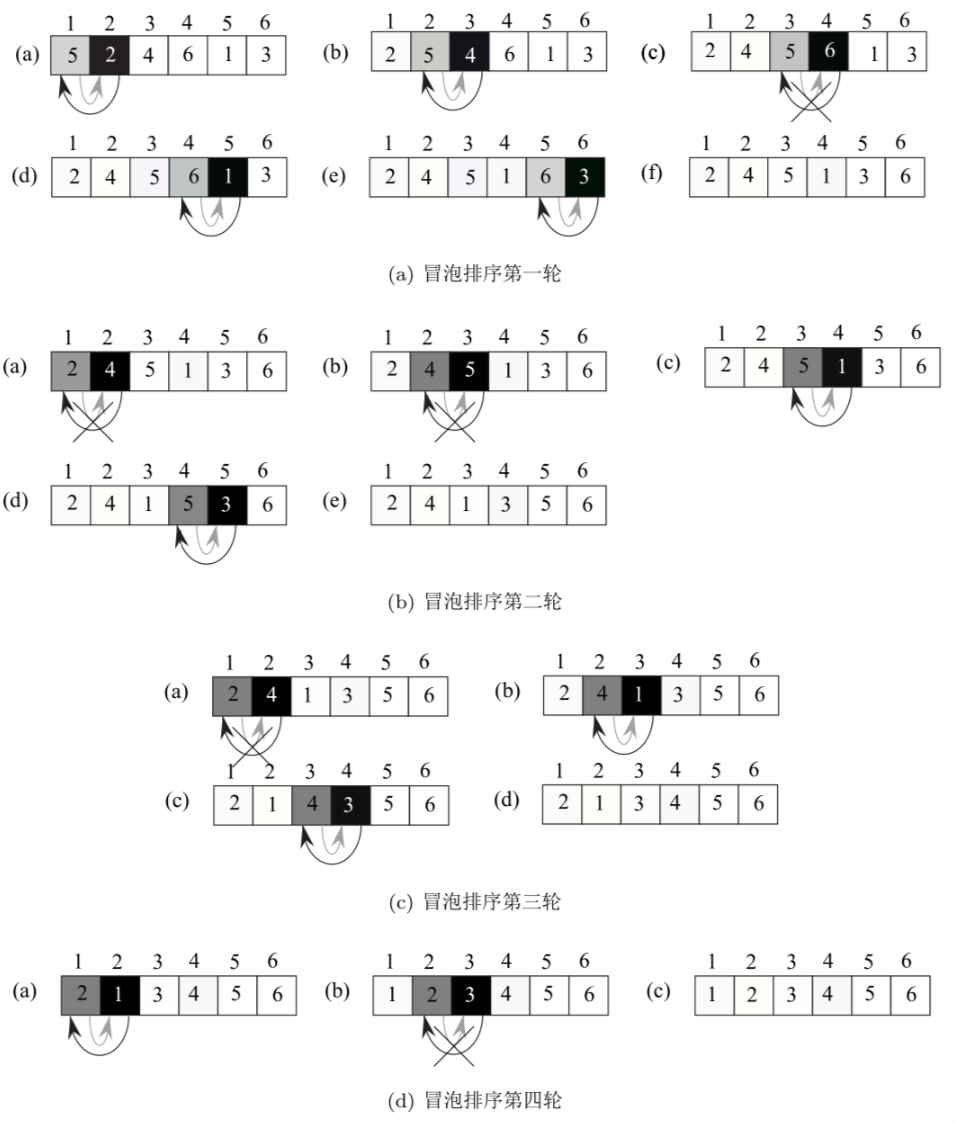 1 2 3 4 5 6 1 2 3 4 5 6 1 2 3 4 5 6
(a) 5 2 4 6 1 3 (b) 2 5 4 6 1 3 (c) 2 4 5 6 1 3
1 2 3 4 5 6 1 2 3 4 5 6 1 2 3 4 5 6
(d) 2 4 5 6 1 3 (e) 2 4 5 1 6 3 (f) 2 4 5 1 3 6
(a) 冒泡排序第一轮
1 2 3 4 5 6 1 2 3 4 5 6 1 2 3 4 5 6
(a) 2 4 5 1 3 6 (b) 2 4 5 1 3 6 (c) 2 4 5 1 3 6
1 2 3 4 5 6 1 2 3 4 5 6
(d) 2 4 1 5 3 6 (e) 2 4 1 3 5 6
(b) 冒泡排序第二轮
1 2 3 4 5 6 1 2 3 4 5 6
(a) 2 4 1 3 5 6 (b) 2 4 1 3 5 6
1 2 3 4 5 6 1 2 3 4 5 6
(c) 2 1 4 3 5 6 (d) 2 1 3 4 5 6
(c) 冒泡排序第三轮
1 2 3 4 5 6 1 2 3 4 5 6 1 2 3 4 5 6
(a) 2 1 3 4 5 6 (b) 1 2 3 4 5 6 (c) 1 2 3 4 5 6
(d) 冒泡排序第四轮